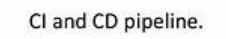 CI and CD pipeline.